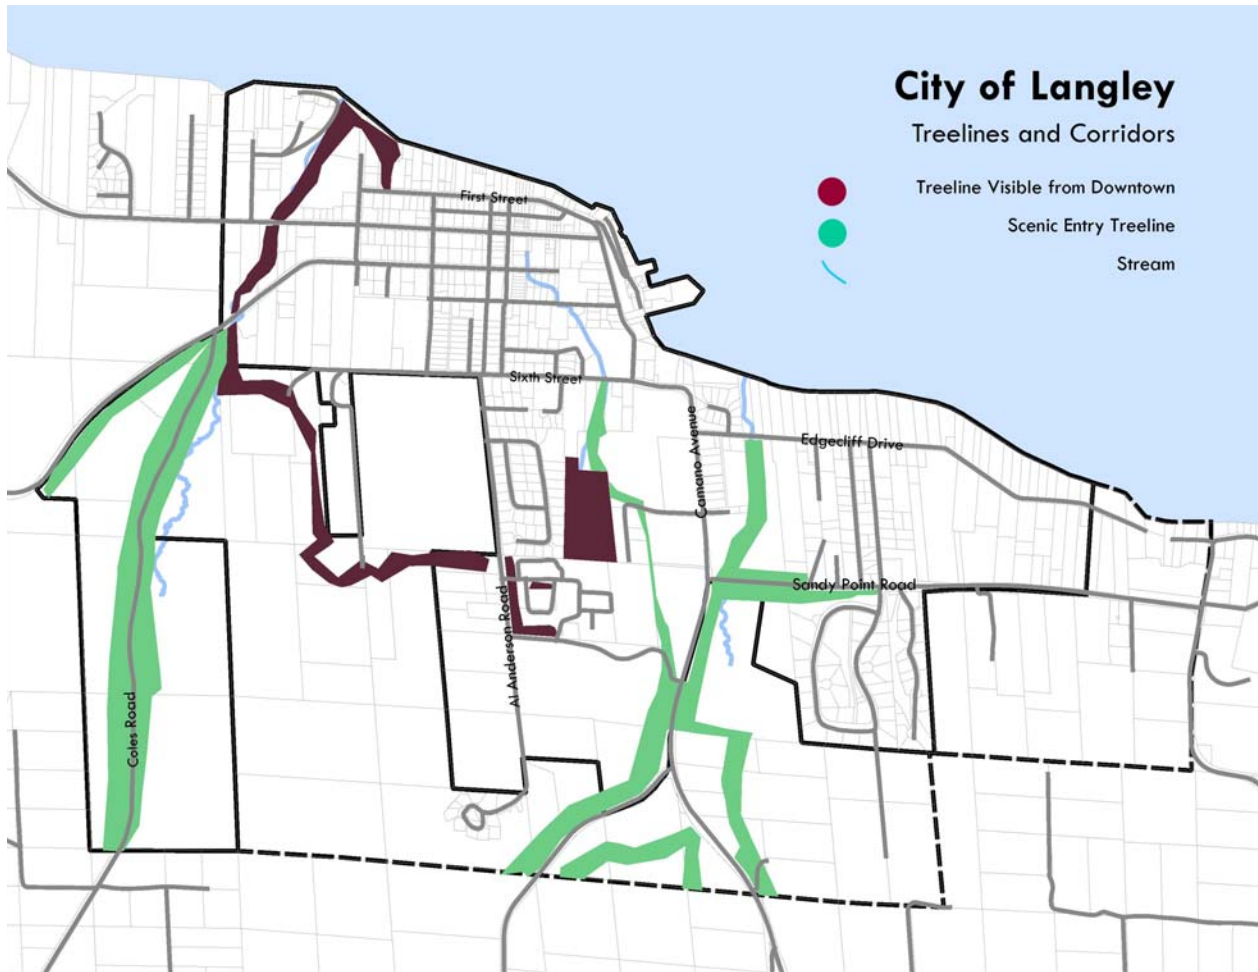 City of Langley
Treelines and Corridors
Treeline Visible from Downtown
Scenic Entry Treeline
Stream
First Street
Sixth Street
Camano Avenue
Edgecliff Drive
Sandy Point Road
Al Anderson Road
Coles Road